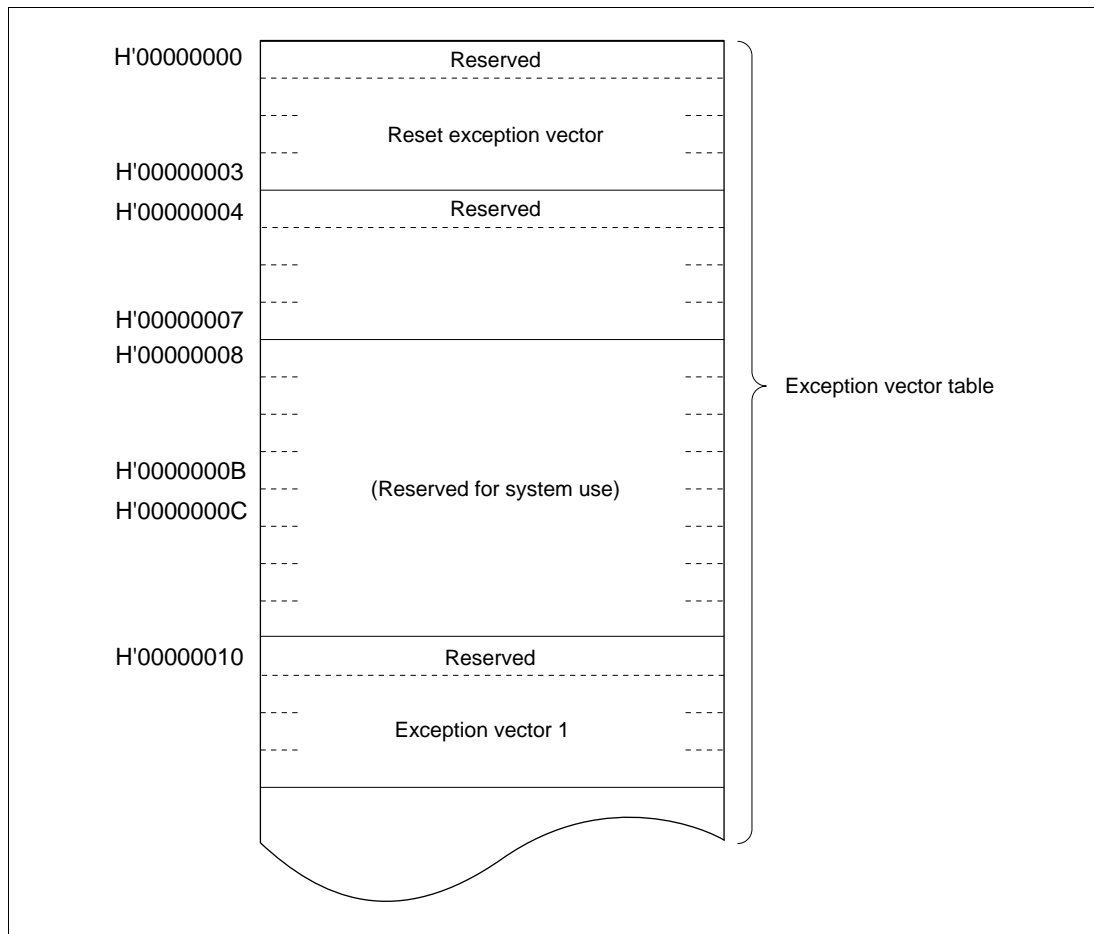 H'00000000
Reserved
Reset exception vector
H'00000003
H'00000004
Reserved
H'00000007
H'00000008
Exception vector table
H'0000000B
(Reserved for system use)
H'0000000C
H'00000010
Reserved
Exception vector 1